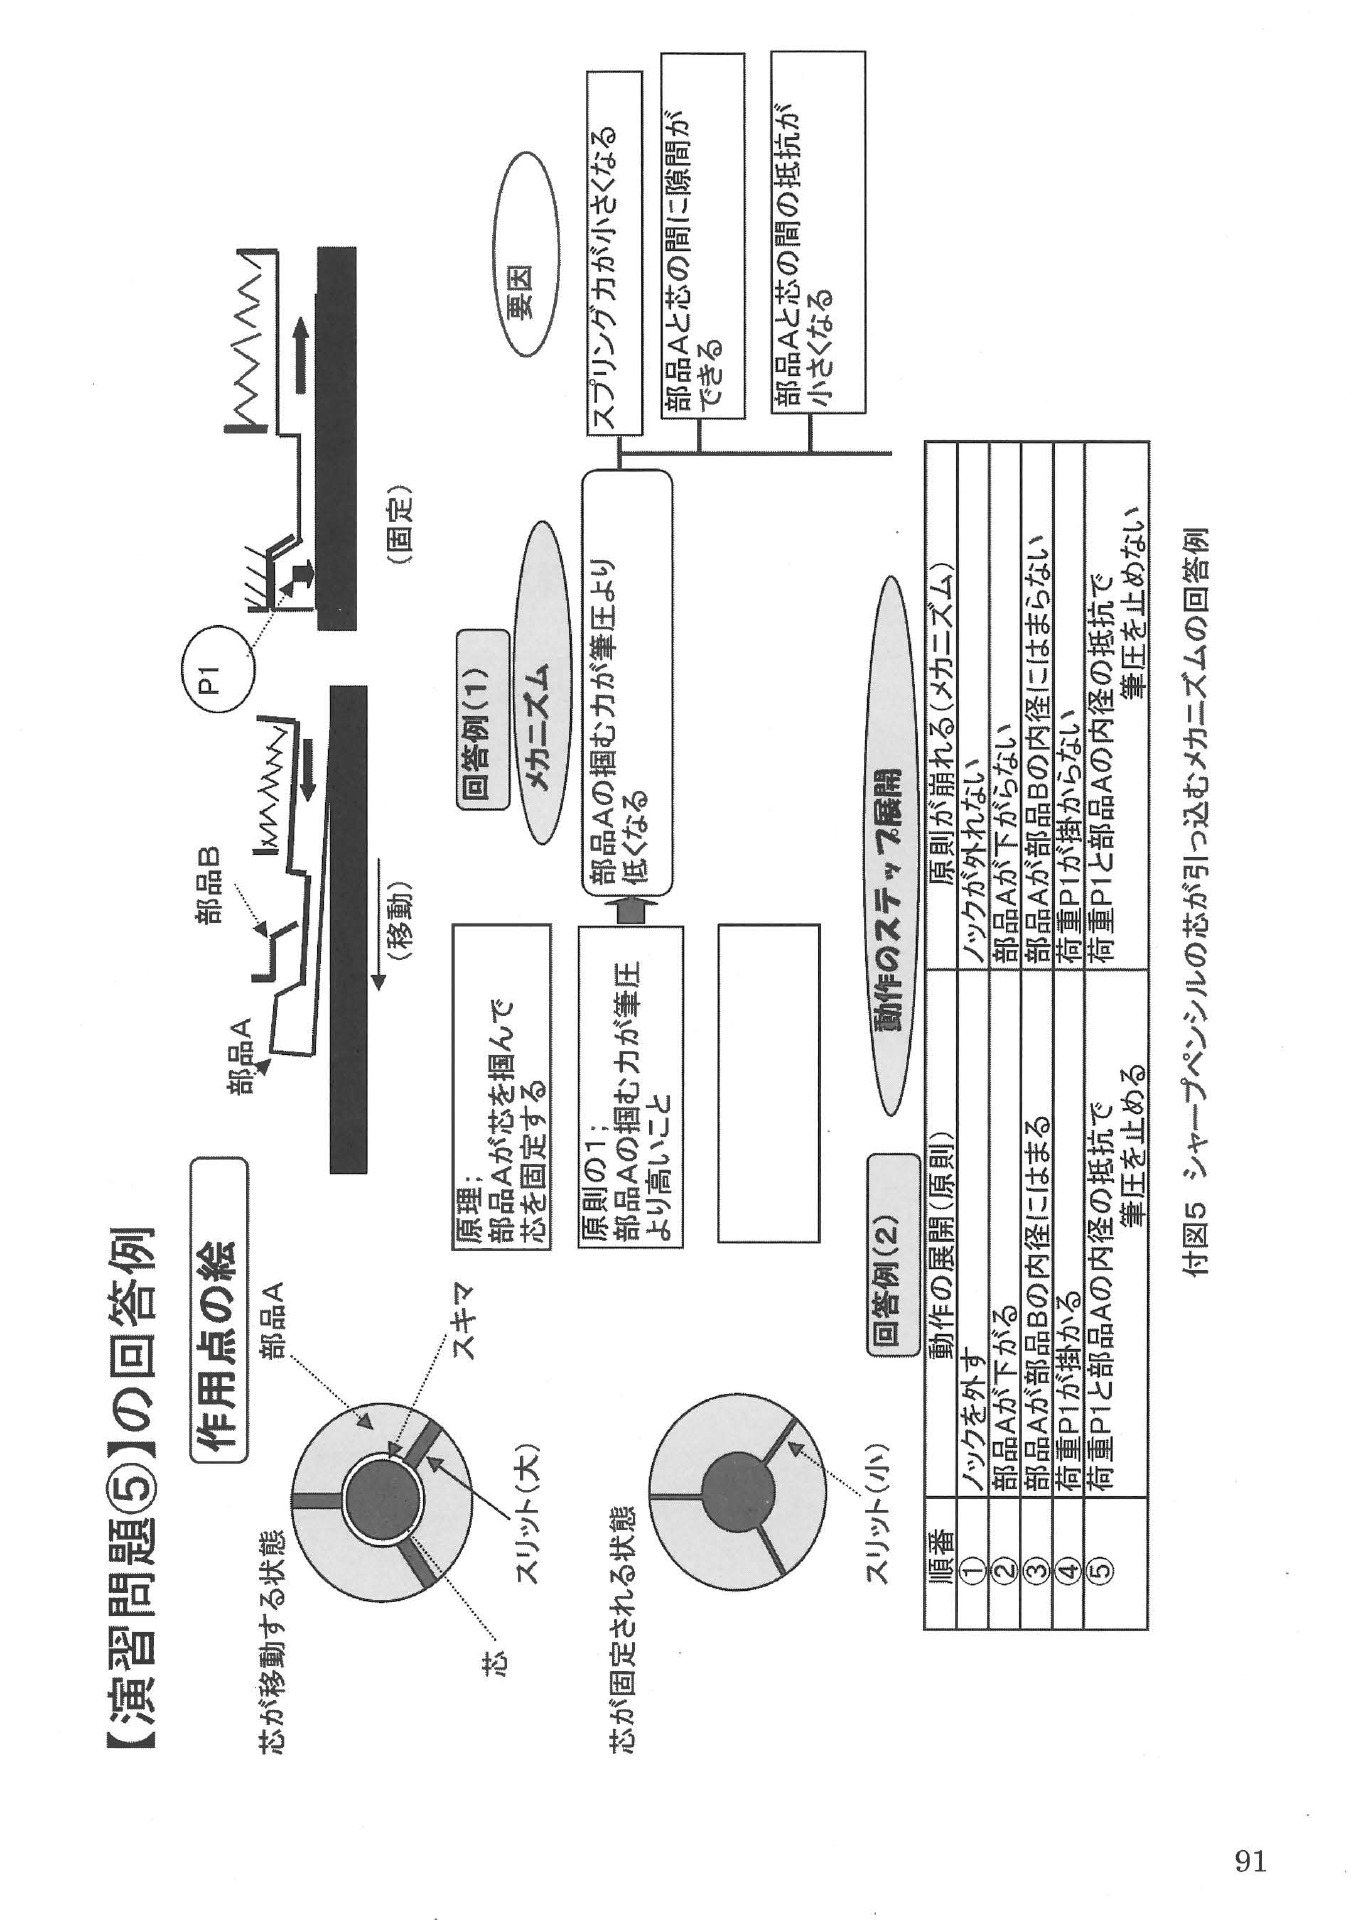 【演習問題⑤】の回答例
作用点の絵
芯が移動する状態
部品A
スキマ
芯
スリット(大)
芯が固定される状態
スリット(小)
部品A
部品B
(移動)
P1
(固定)
原理;
部品Aが芯を掴んで
芯を固定する
原則の1;
部品Aの掴む力が筆圧
より高いこと
回答例(1)
メカニズム
部品Aの掴む力が筆圧より
低くなる
要因
スプリング力が小さくなる
部品Aと芯の間に隙間が
できる
部品Aと芯の間の抵抗が
小さくなる
回答例(2)
動作のステップ展開
順番 動作の展開(原則) 原則が崩れる(メカニズム)
① ノックを外す ノックが外れない
② 部品Aが下がる 部品Aが下がらない
③ 部品Aが部品Bの内径にはまる 部品Aが部品Bの内径にはまらない
④ 荷重P1が掛かる 荷重P1が掛からない
⑤ 荷重P1と部品Aの内径の抵抗で 荷重P1と部品Aの内径の抵抗で
筆圧を止める 筆圧を止めない
付図5 シャープペンシルの芯が引っ込むメカニズムの回答例
91